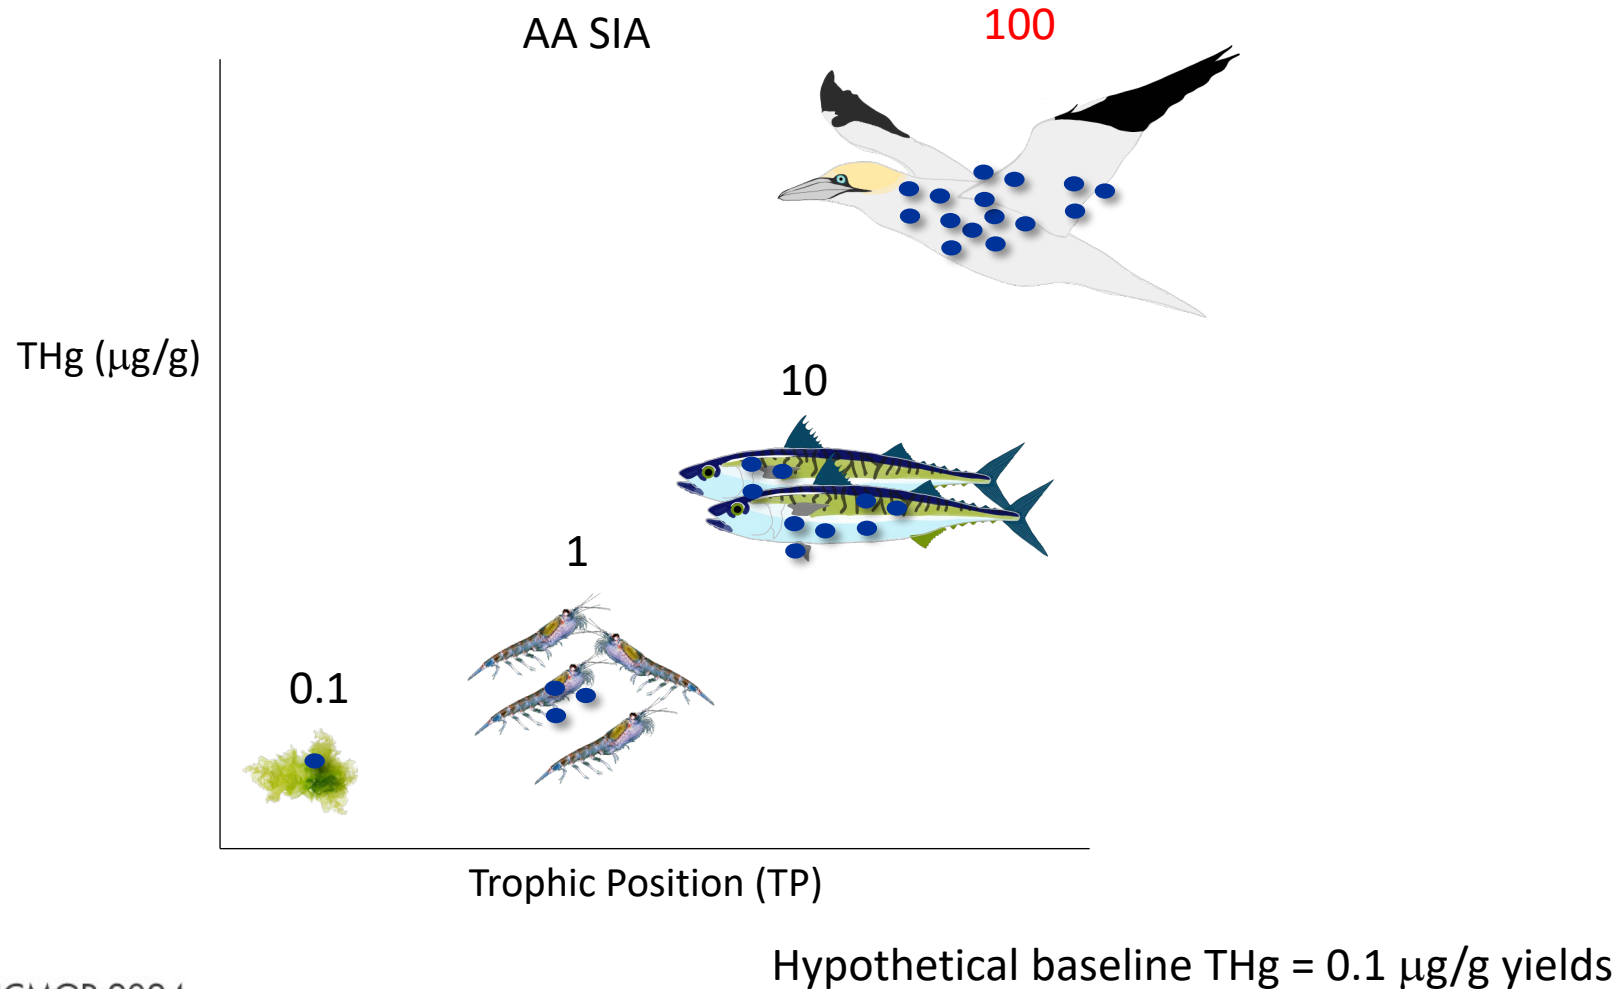 AA SIA
100
THg (μg/g)
10
1
0.1
Trophic Position (TP)
Hypothetical baseline THg = 0.1 μg/g yields